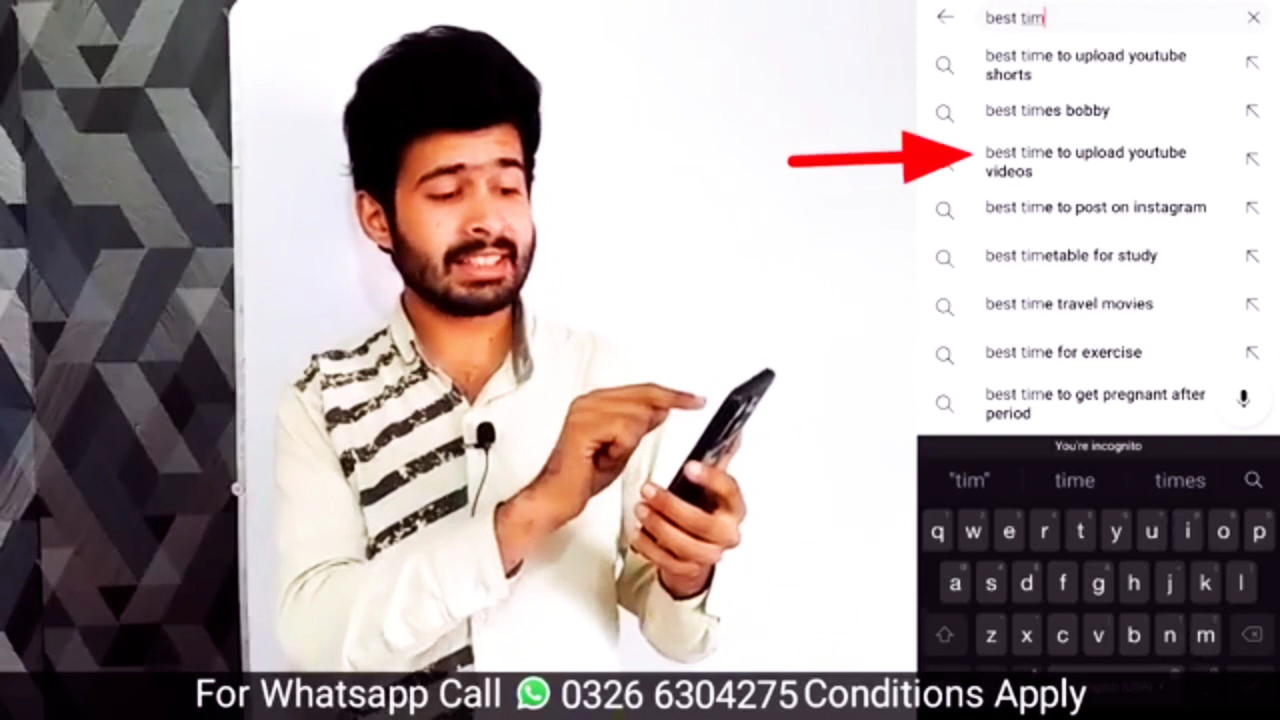 best tim
best time to upload youtube
shorts
best times bobby
best time to upload youtube
videos
best time to post on instagram
best timetable for study
best time travel movies
best time for exercise
best time to get pregnant after
period
You're incognito
"tim" time times
q w e r t y u i o p
a s d f g h j k l
z x c v b n m
For Whatsapp Call 0326 6304275 Conditions Apply